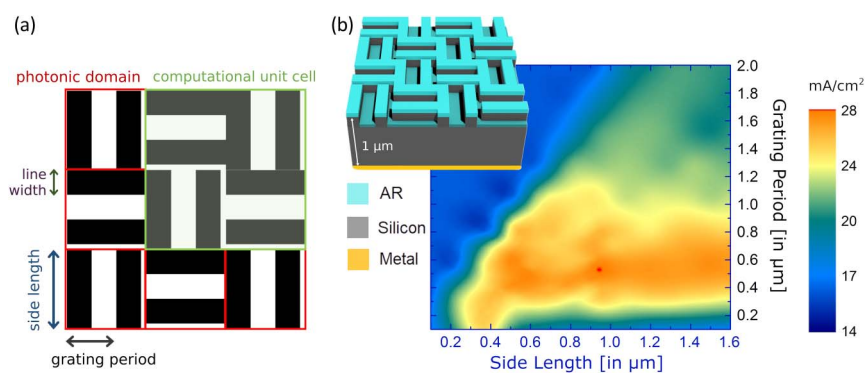 (a)
photonic domain
computational unit cell
line
width
side length
grating period
(b)
1 μm
AR
Silicon
Metal
2.0
1.8
1.6
1.4
1.2
1.0
0.8
0.6
0.4
0.2
Grating Period [in μm]
0.2 0.4 0.6 0.8 1.0 1.2 1.4 1.6
Side Length [in μm]
mA/cm²
28
24
20
17
14